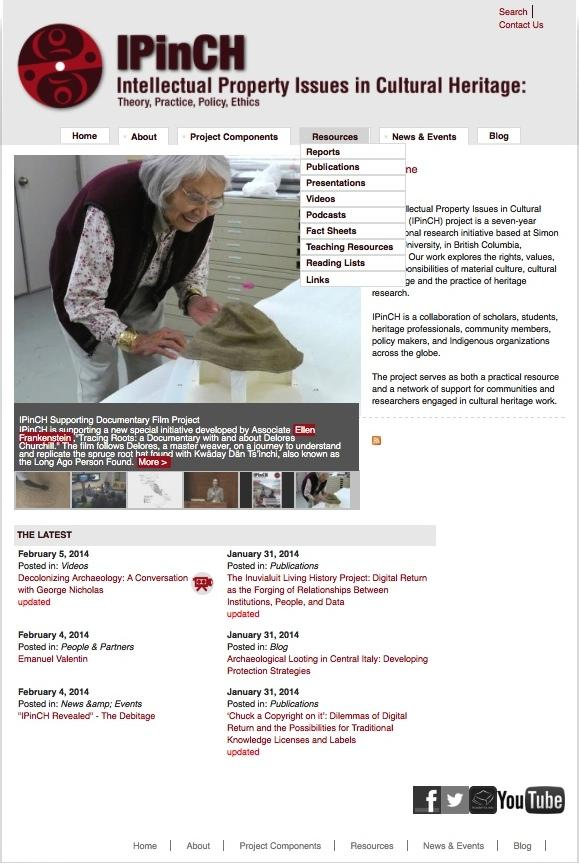 Search
Contact Us
IPinCH
Intellectual Property Issues in Cultural Heritage:
Theory, Practice, Policy, Ethics
Home
About
Project Components
Resources
News & Events
Blog
Reports
Publications
Presentations
Videos
Podcasts
Fact Sheets
Teaching Resources
Reading Lists
Links
me
llectual Property Issues in Cultural
(IPinCH) project is a seven-year
onal research initiative based at Simon
University, in British Columbia,
Our work explores the rights, values,
onsibilities of material culture, cultural
ge and the practice of heritage
research.
IPinCH is a collaboration of scholars, students,
heritage professionals, community members,
policy makers, and Indigenous organizations
across the globe.
The project serves as both a practical resource
and a network of support for communities and
researchers engaged in cultural heritage work.
IPinCH Supporting Documentary Film Project
IPinCH is supporting a new special initiative developed by Associate Ellen
Frankenstein, "Tracing Roots: a Documentary with and about Delores
Churchill." The film follows Delores, a master weaver, on a journey to understand
and replicate the spruce root hat found with Kwäday Dän Ts'ìnchi, also known as
the Long Ago Person Found. More >
THE LATEST
February 5, 2014
Posted in: Videos
Decolonizing Archaeology: A Conversation
with George Nicholas
updated
February 4, 2014
Posted in: People & Partners
Emanuel Valentin
February 4, 2014
Posted in: News &amp; Events
"IPinCH Revealed" - The Debitage
January 31, 2014
Posted in: Publications
The Inuvialuit Living History Project: Digital Return
as the Forging of Relationships Between
Institutions, People, and Data
updated
January 31, 2014
Posted in: Blog
Archaeological Looting in Central Italy: Developing
Protection Strategies
January 31, 2014
Posted in: Publications
'Chuck a Copyright on it': Dilemmas of Digital
Return and the Possibilities for Traditional
Knowledge Licenses and Labels
updated
f
YouTube
Home
About
Project Components
Resources
News & Events
Blog